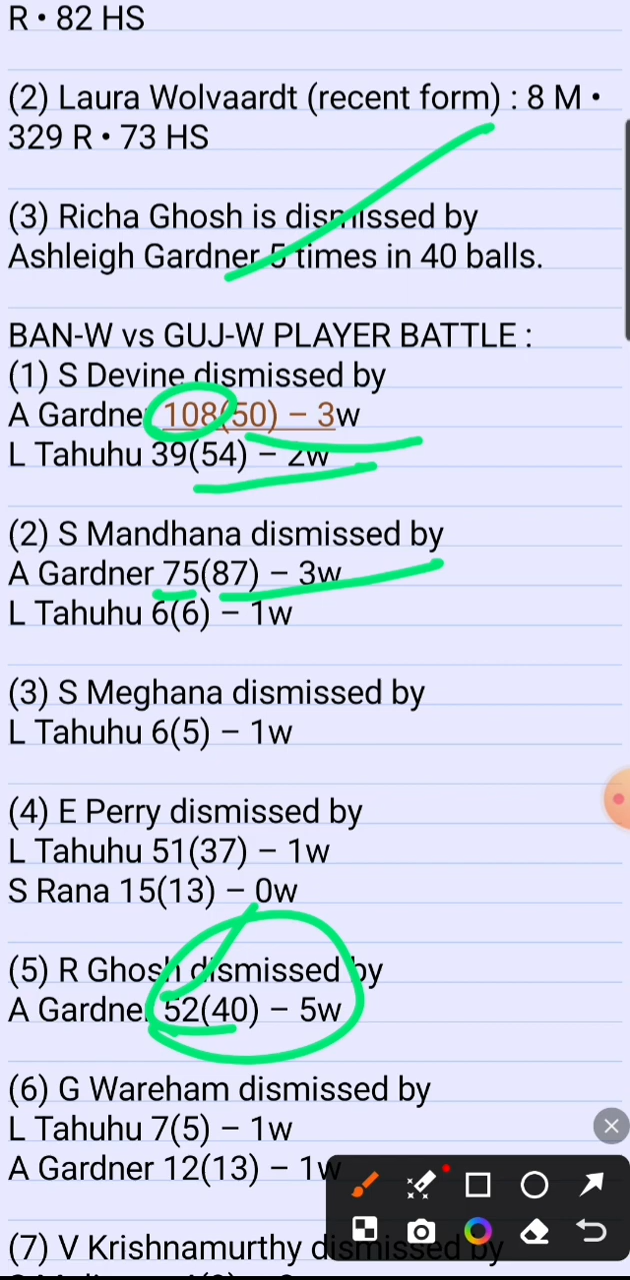 R • 82 HS
(2) Laura Wolvaardt (recent form) : 8 M •
329 R • 73 HS
(3) Richa Ghosh is dismissed by
Ashleigh Gardner 5 times in 40 balls.
BAN-W vs GUJ-W PLAYER BATTLE :
(1) S Devine dismissed by
A Gardner 108(50) – 3w
L Tahuhu 39(54) – 2w
(2) S Mandhana dismissed by
A Gardner 75(87) – 3w
L Tahuhu 6(6) – 1w
(3) S Meghana dismissed by
L Tahuhu 6(5) – 1w
(4) E Perry dismissed by
L Tahuhu 51(37) – 1w
S Rana 15(13) – 0w
(5) R Ghosh dismissed by
A Gardner 52(40) – 5w
(6) G Wareham dismissed by
L Tahuhu 7(5) – 1w
A Gardner 12(13) – 1w
(7) V Krishnamurthy dismissed by